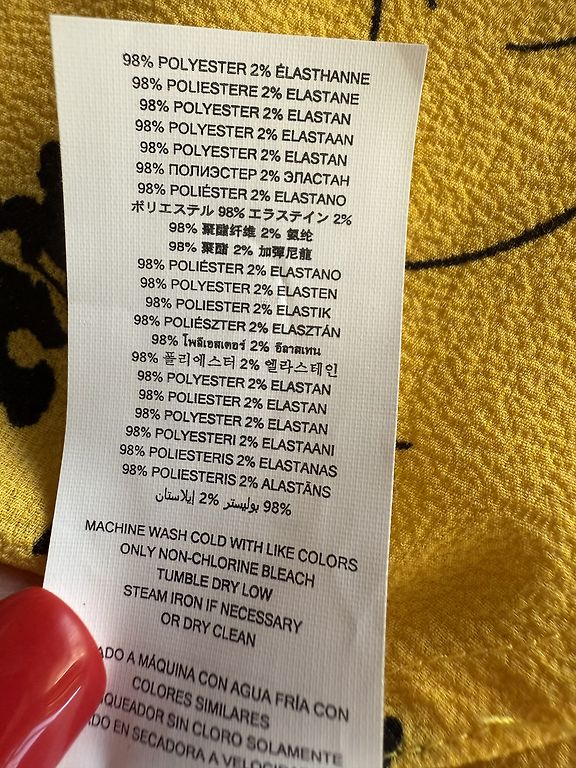 98% POLYESTER 2% ÉLASTHANNE
98% POLIESTERE 2% ELASTANE
98% POLYESTER 2% ELASTAN
98% POLYESTER 2% ELASTAAN
98% POLYESTER 2% ELASTAN
98% ПОЛИЭСТЕР 2% ЭЛАСТАН
98% POLIÉSTER 2% ELASTANO
ポリエステル 98% エラステイン 2%
98% 聚酯纤维 2% 氨纶
98% 聚酯 2% 加彈尼龍
98% POLIÉSTER 2% ELASTANO
98% POLYESTER 2% ELASTEN
98% POLIESTER 2% ELASTIK
98% POLIÉSZTER 2% ELASZTÁN
98% โพลีเอสเตอร์ 2% อีลาสเทน
98% 폴리에스터 2% 엘라스테인
98% POLYESTER 2% ELASTAN
98% POLIESTER 2% ELASTAN
98% POLYESTER 2% ELASTAN
98% POLYESTERI 2% ELASTAANI
98% POLIESTERIS 2% ELASTANAS
98% POLIESTERIS 2% ALASTĀNS
98% بوليستر 2% إيلاستان
MACHINE WASH COLD WITH LIKE COLORS
ONLY NON-CHLORINE BLEACH
TUMBLE DRY LOW
STEAM IRON IF NECESSARY
OR DRY CLEAN
A MÁQUINA CON AGUA FRÍA CON
COLORES SIMILARES
SIN CLORO SOLAMENTE
EN SECADORA A